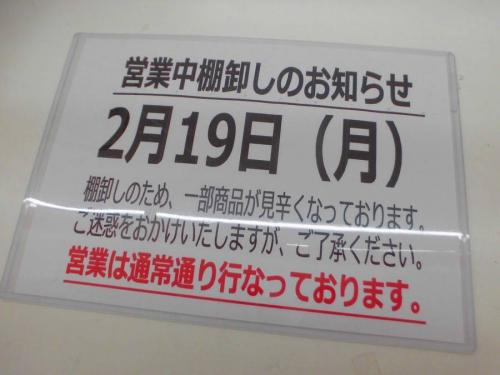 営業中棚卸しのお知らせ
2月19日（月）
棚卸しのため、一部商品が見辛くなっております。
ご迷惑をおかけいたしますが、ご了承ください。
営業は通常通り行なっております。